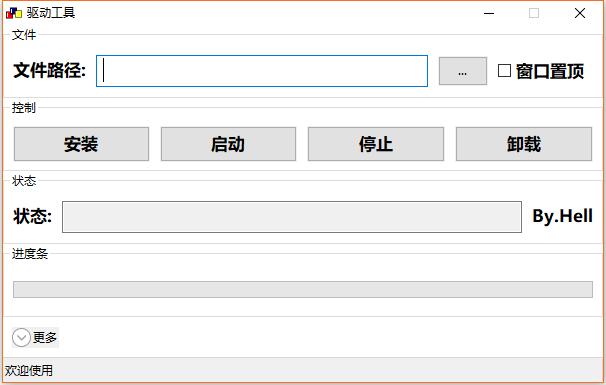 驱动工具
文件
文件路径: ... 窗口置顶
控制
安装 启动 停止 卸载
状态
状态: By.Hell
进度条
更多
欢迎使用